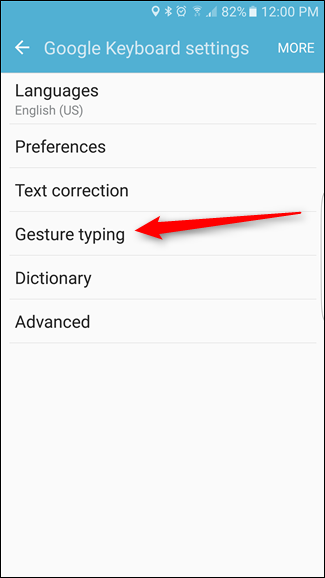 82% 12:00 PM
Google Keyboard settings MORE
Languages
English (US)
Preferences
Text correction
Gesture typing
Dictionary
Advanced